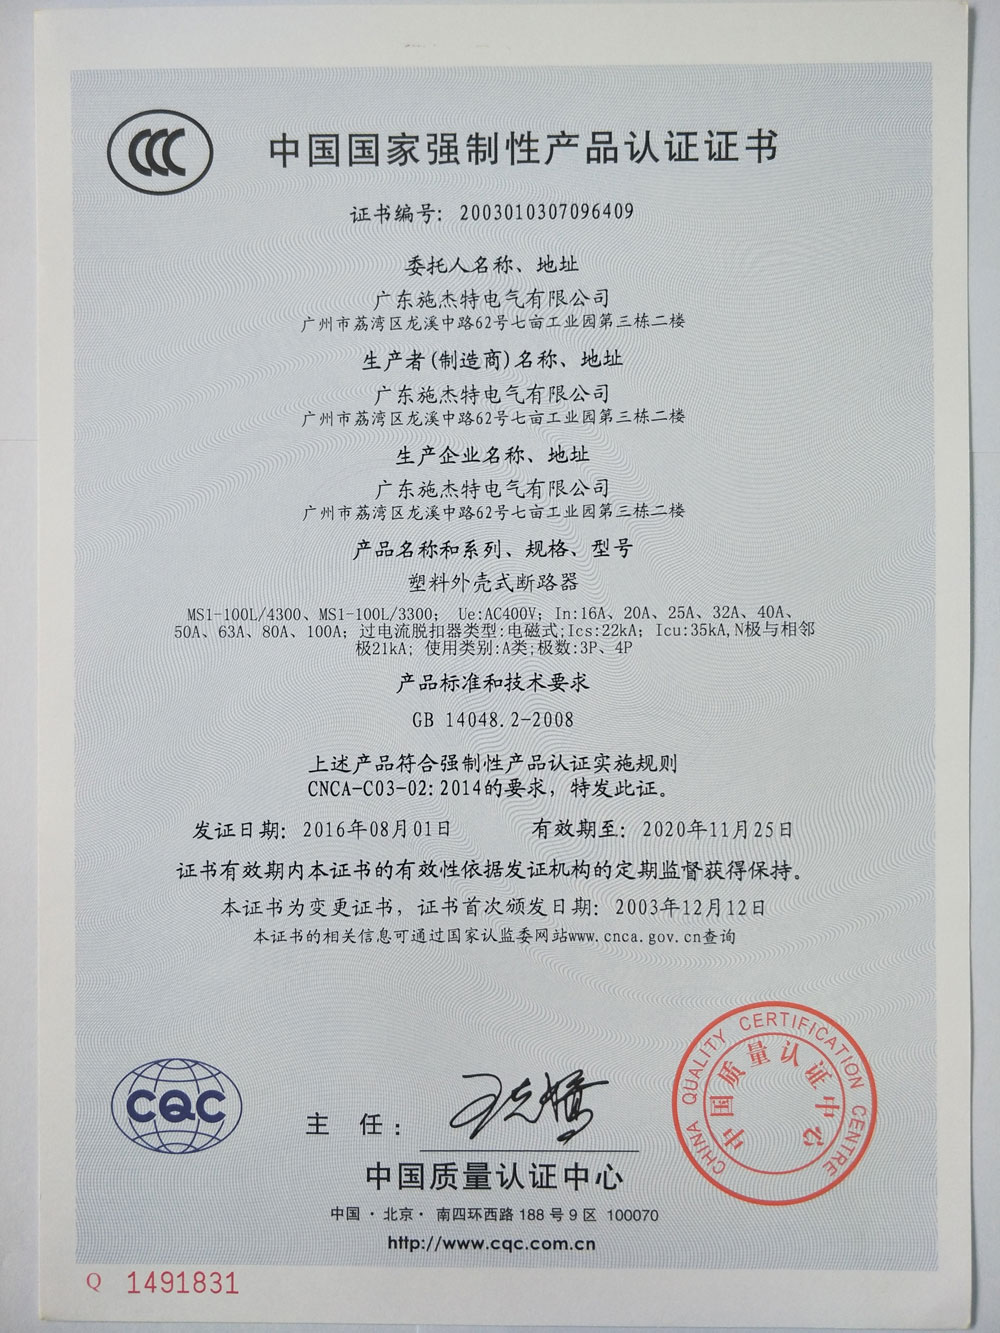 CCC
中国国家强制性产品认证证书
证书编号: 2003010307096409
委托人名称、地址
广东施杰特电气有限公司
广州市荔湾区龙溪中路62号七亩工业园第三栋二楼
生产者(制造商)名称、地址
广东施杰特电气有限公司
广州市荔湾区龙溪中路62号七亩工业园第三栋二楼
生产企业名称、地址
广东施杰特电气有限公司
广州市荔湾区龙溪中路62号七亩工业园第三栋二楼
产品名称和系列、规格、型号
塑料外壳式断路器
MS1-100L/4300、MS1-100L/3300; Ue:AC400V; In:16A、20A、25A、32A、40A、
50A、63A、80A、100A; 过电流脱扣器类型:电磁式;Ics:22kA; Icu:35kA,N极与相邻
极21kA; 使用类别:A类;极数:3P、4P
产品标准和技术要求
GB 14048.2-2008
上述产品符合强制性产品认证实施规则
CNCA-C03-02:2014的要求，特发此证。
发证日期: 2016年08月01日 有效期至: 2020年11月25日
证书有效期内本证书的有效性依据发证机构的定期监督获得保持。
本证书为变更证书，证书首次颁发日期: 2003年12月12日
本证书的相关信息可通过国家认监委网站www.cnca.gov.cn查询
CHINA QUALITY CERTIFICATION CENTRE
中国质量认证中心
CQC
主 任:
中国质量认证中心
中国·北京· 南四环西路 188 号 9 区 100070
http://www.cqc.com.cn
Q 1491831